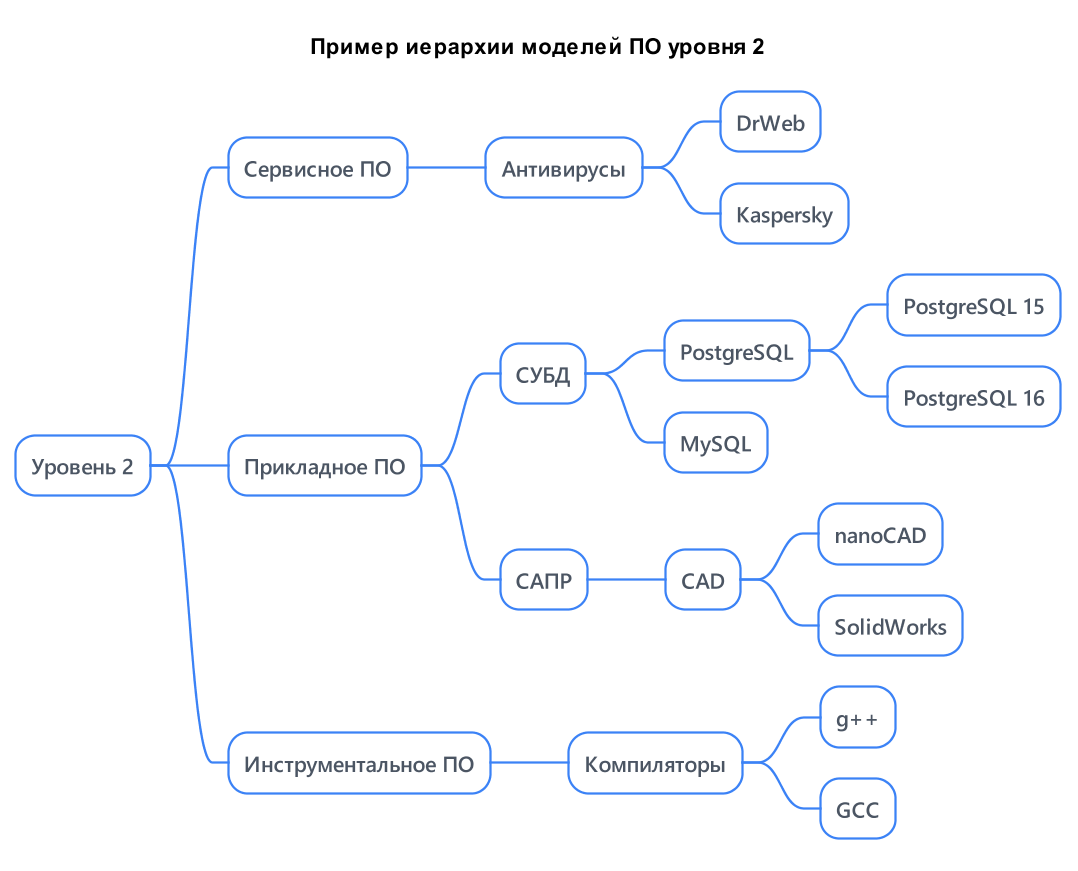 Пример иерархии моделей ПО уровня 2
DrWeb
Сервисное ПО
Антивирусы
Kaspersky
PostgreSQL 15
PostgreSQL
СУБД
PostgreSQL 16
MySQL
Уровень 2
Прикладное ПО
nanoCAD
САПР
CAD
SolidWorks
g++
Инструментальное ПО
Компиляторы
GCC